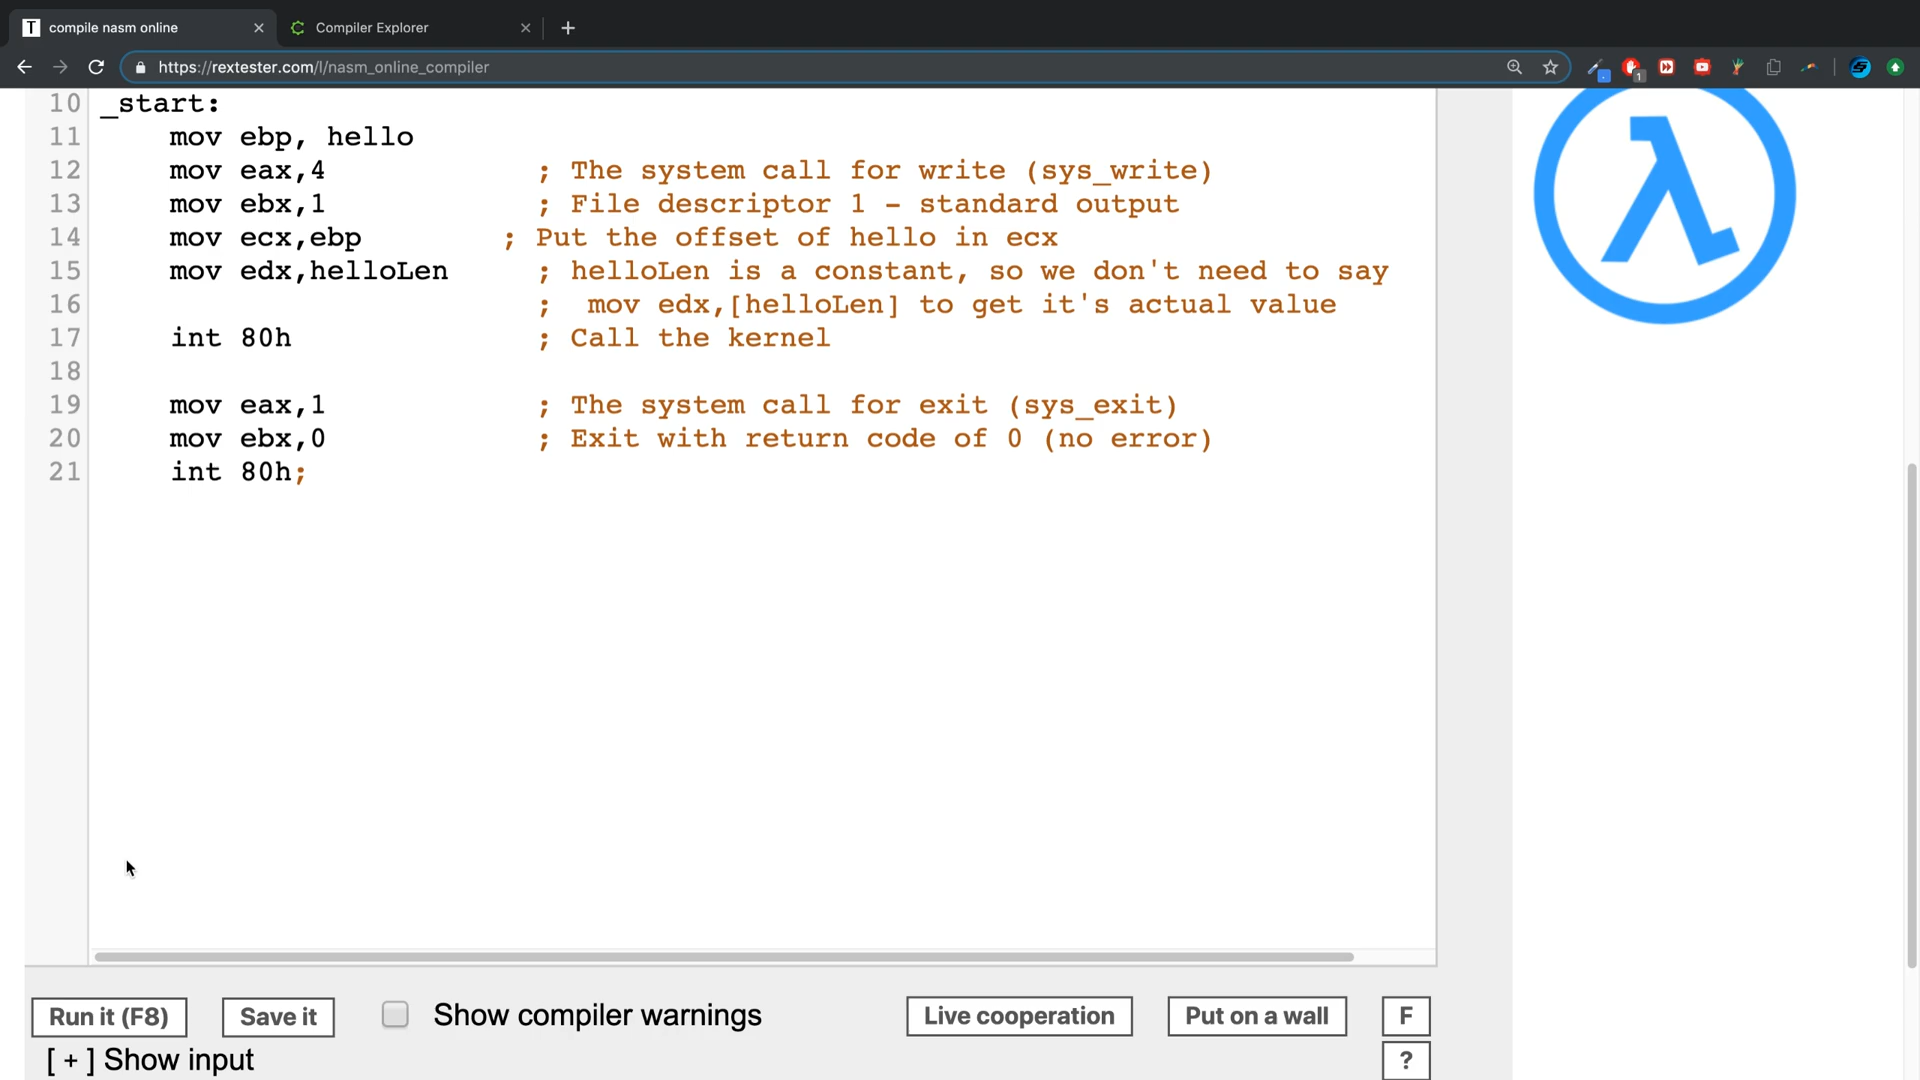 T compile nasm online
Compiler Explorer
https://rextester.com/l/nasm_online_compiler
1
10 _start:
11 mov ebp, hello
12 mov eax,4 ; The system call for write (sys_write)
13 mov ebx,1 ; File descriptor 1 - standard output
14 mov ecx,ebp ; Put the offset of hello in ecx
15 mov edx,helloLen ; helloLen is a constant, so we don't need to say
16 ; mov edx,[helloLen] to get it's actual value
17 int 80h ; Call the kernel
18
19 mov eax,1 ; The system call for exit (sys_exit)
20 mov ebx,0 ; Exit with return code of 0 (no error)
21 int 80h;
λ
Run it (F8) Save it Show compiler warnings Live cooperation Put on a wall F
[ + ] Show input ?